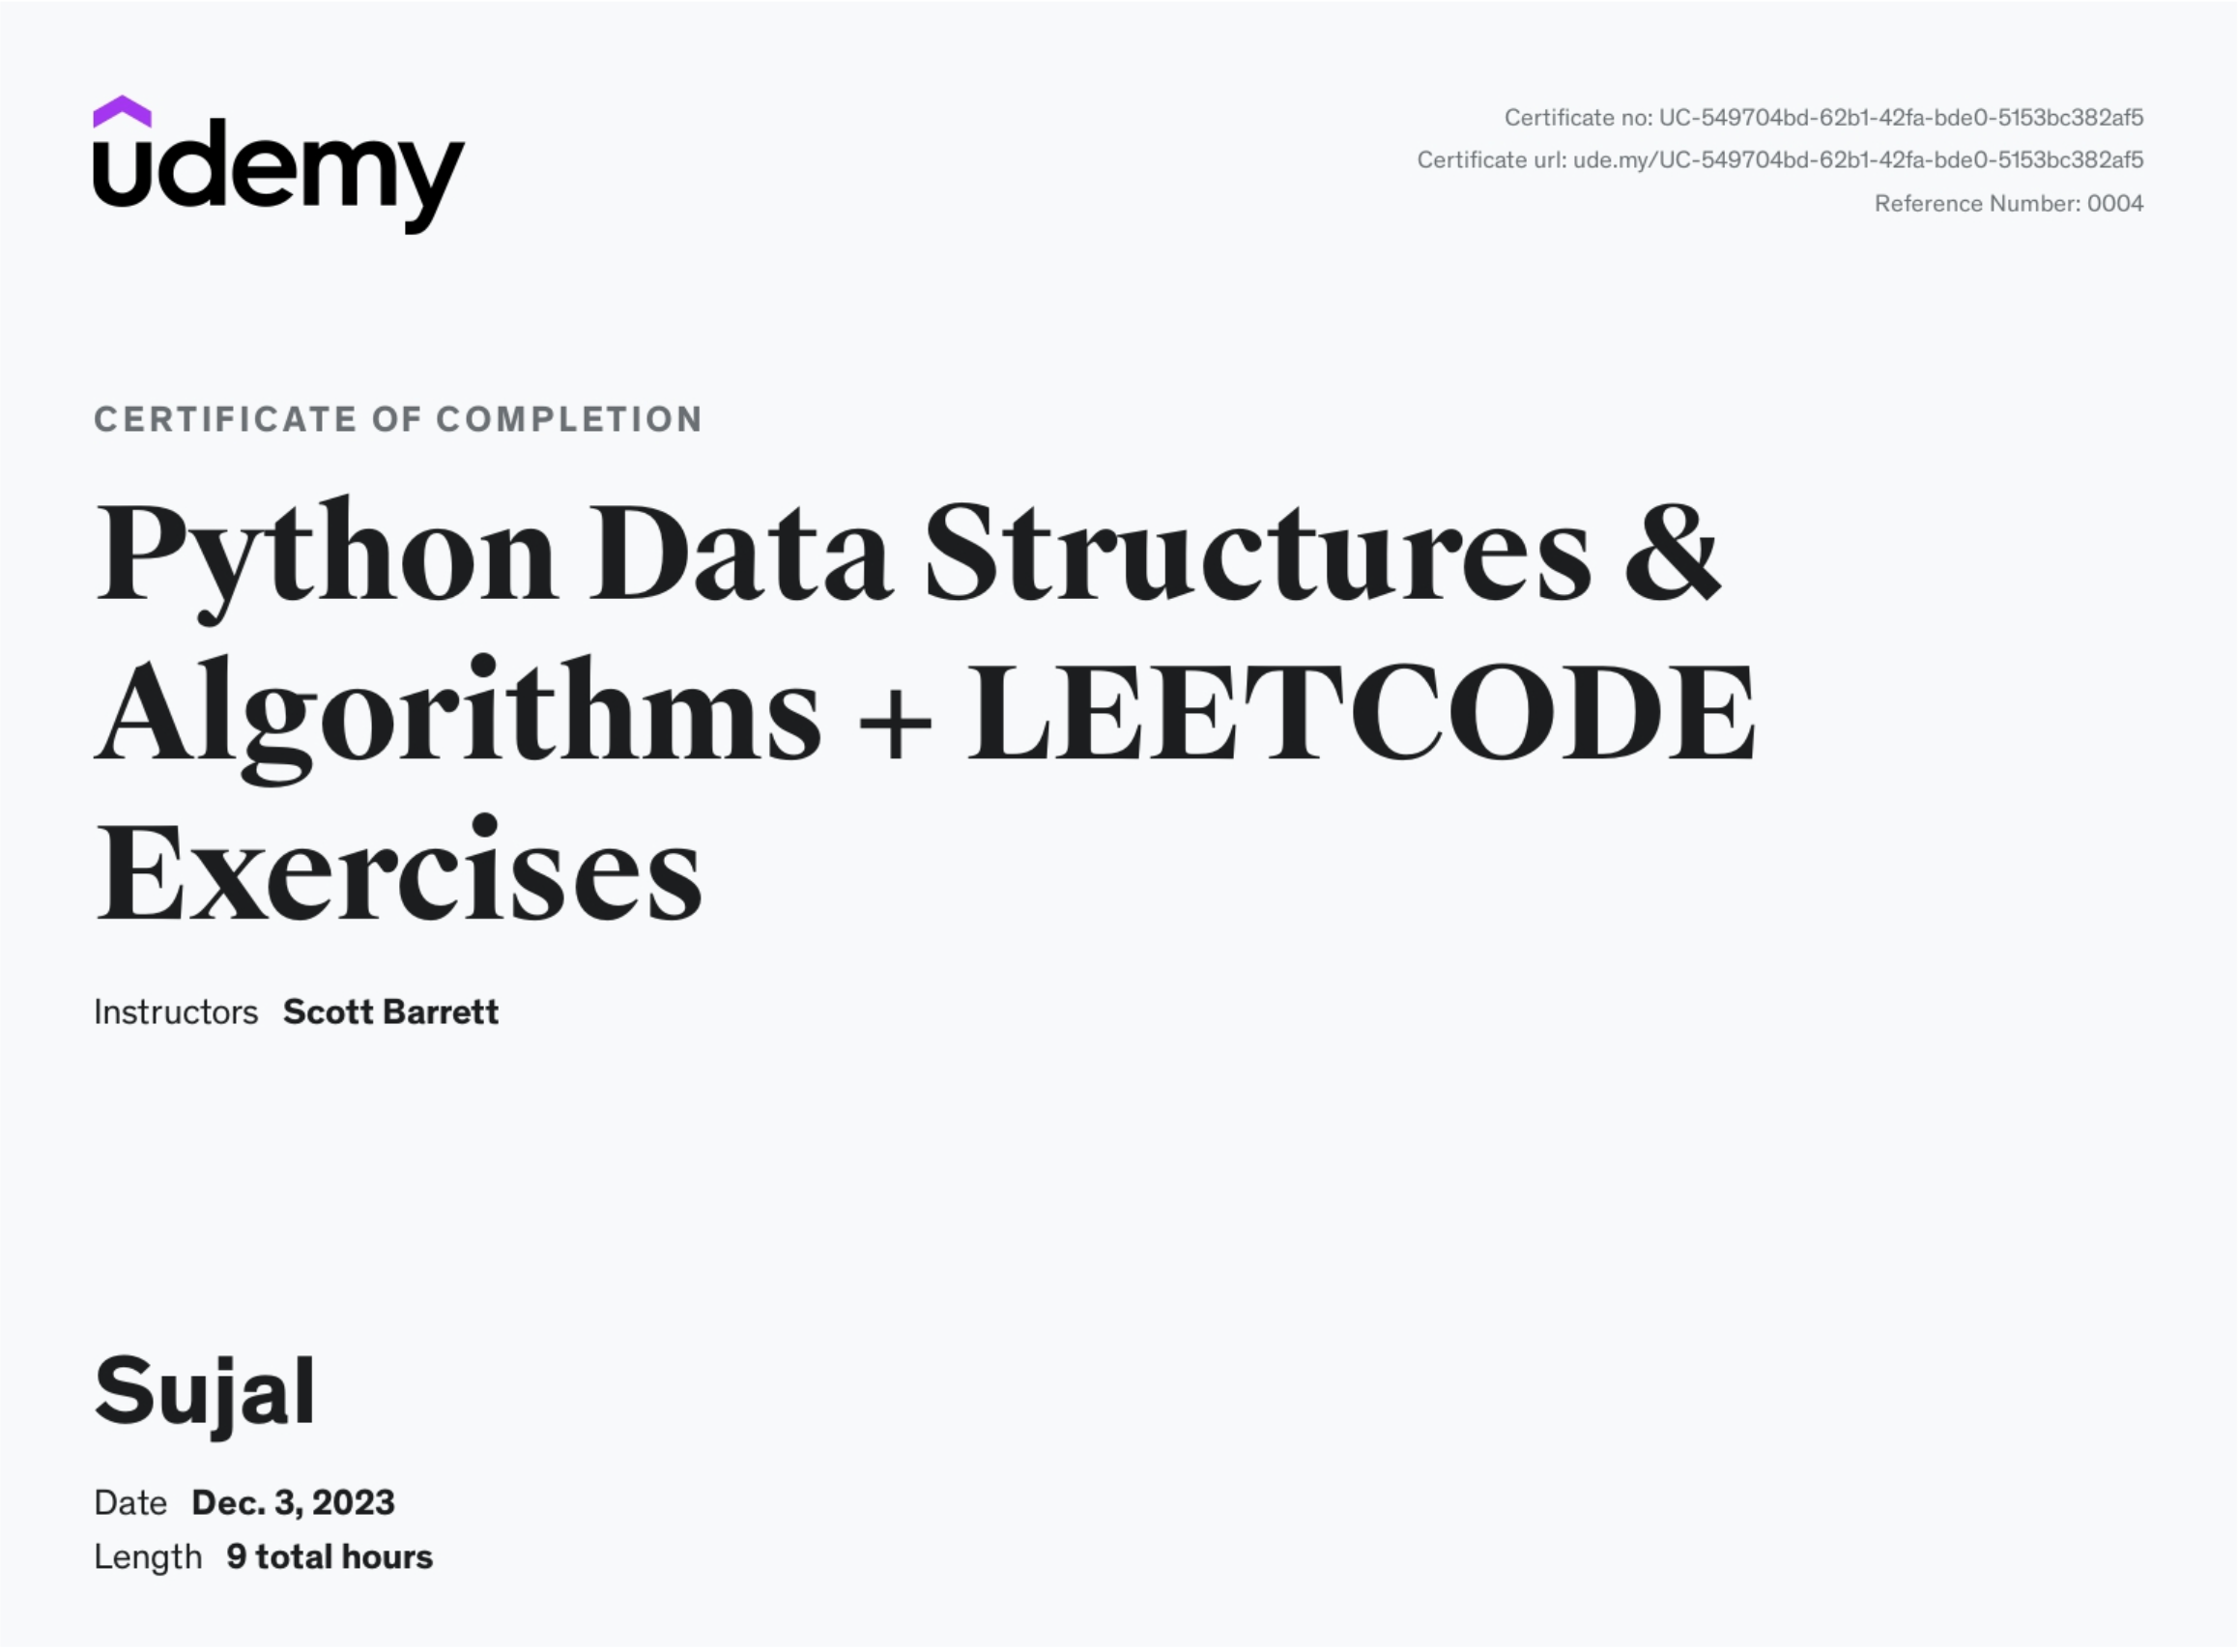 udemy
Certificate no: UC-549704bd-62b1-42fa-bde0-5153bc382af5
Certificate url: ude.my/UC-549704bd-62b1-42fa-bde0-5153bc382af5
Reference Number: 0004
CERTIFICATE OF COMPLETION
Python Data Structures &
Algorithms + LEETCODE
Exercises
Instructors Scott Barrett
Sujal
Date Dec. 3, 2023
Length 9 total hours